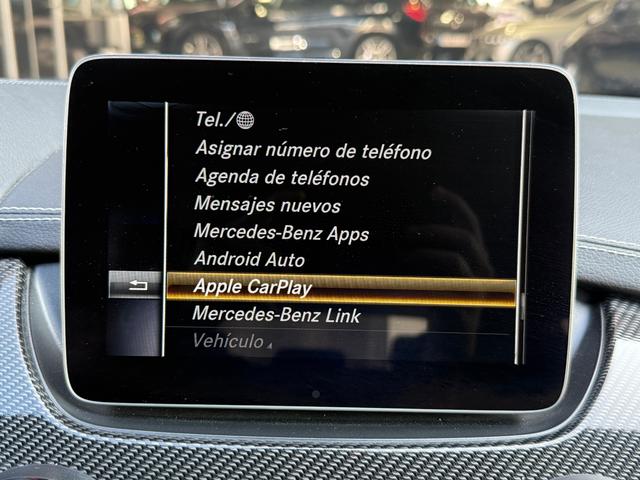 Tel./
Asignar número de teléfono
Agenda de teléfonos
Mensajes nuevos
Mercedes-Benz Apps
Android Auto
Apple CarPlay
Mercedes-Benz Link
Vehículo